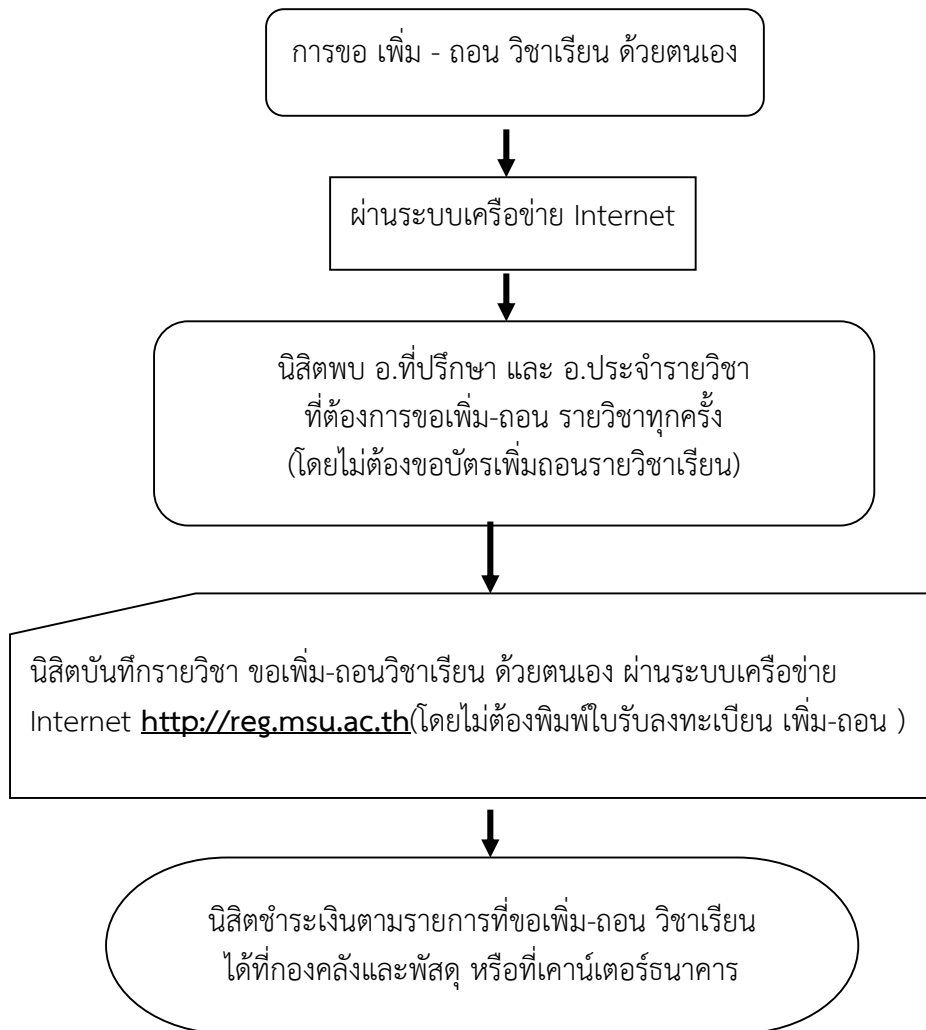 การขอ เพิ่ม - ถอน วิชาเรียน ด้วยตนเอง
ผ่านระบบเครือข่าย Internet
นิสิตพบ อ.ที่ปรึกษา และ อ.ประจำรายวิชา
ที่ต้องการขอเพิ่ม-ถอน รายวิชาทุกครั้ง
(โดยไม่ต้องขอบัตรเพิ่มถอนรายวิชาเรียน)
นิสิตบันทึกรายวิชา ขอเพิ่ม-ถอนวิชาเรียน ด้วยตนเอง ผ่านระบบเครือข่าย
Internet http://reg.msu.ac.th(โดยไม่ต้องพิมพ์ใบรับลงทะเบียน เพิ่ม-ถอน )
นิสิตชำระเงินตามรายการที่ขอเพิ่ม-ถอน วิชาเรียน
ได้ที่กองคลังและพัสดุ หรือที่เคาน์เตอร์ธนาคาร